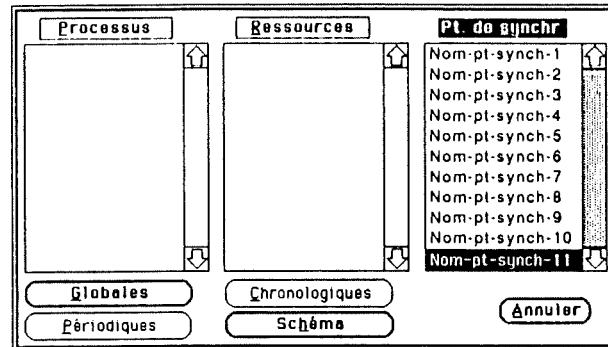 Processus
Ressources
Pt. de synchr
Nom-pt-synch-1
Nom-pt-synch-2
Nom-pt-synch-3
Nom-pt-synch-4
Nom-pt-synch-5
Nom-pt-synch-6
Nom-pt-synch-7
Nom-pt-synch-8
Nom-pt-synch-9
Nom-pt-synch-10
Nom-pt-synch-11
Globales
Chronologiques
Périodiques
Schéma
Annuler